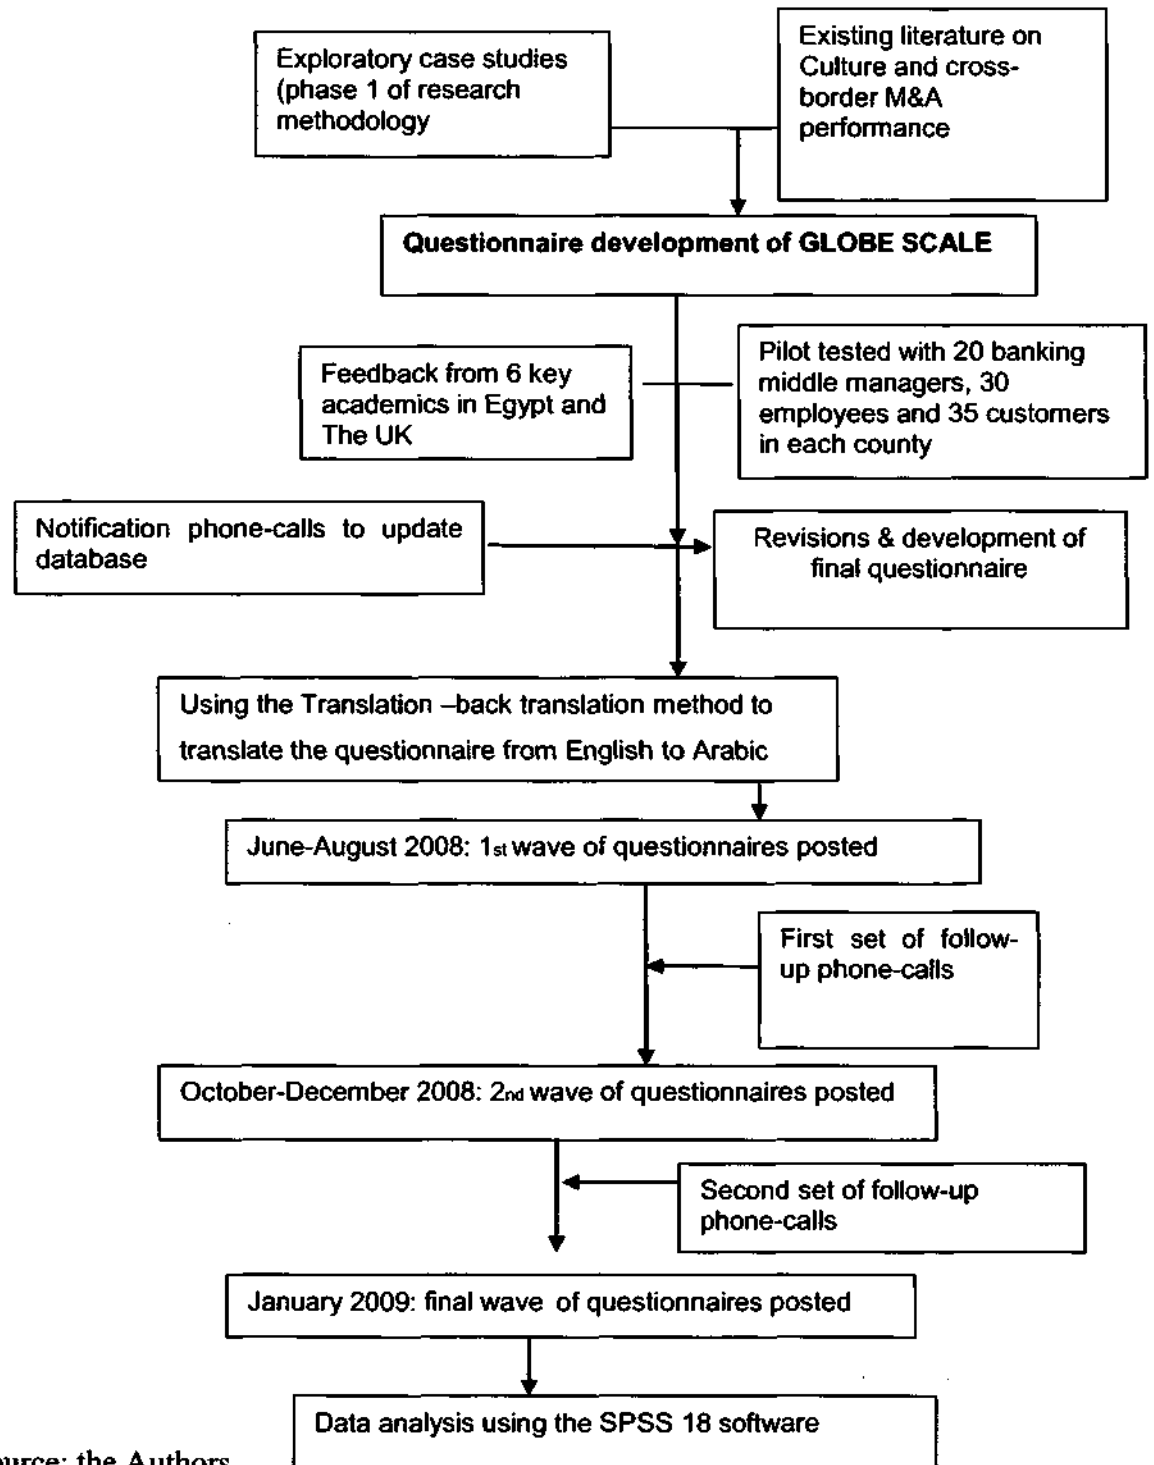 Exploratory case studies
(phase 1 of research
methodology
Existing literature on
Culture and cross-
border M&A
performance
Questionnaire development of GLOBE SCALE
Feedback from 6 key
academics in Egypt and
The UK
Pilot tested with 20 banking
middle managers, 30
employees and 35 customers
in each county
Notification phone-calls to update
database
Revisions & development of
final questionnaire
Using the Translation –back translation method to
translate the questionnaire from English to Arabic
June-August 2008: 1st wave of questionnaires posted
First set of follow-
up phone-calls
October-December 2008: 2nd wave of questionnaires posted
Second set of follow-up
phone-calls
January 2009: final wave of questionnaires posted
Data analysis using the SPSS 18 software
the Authors